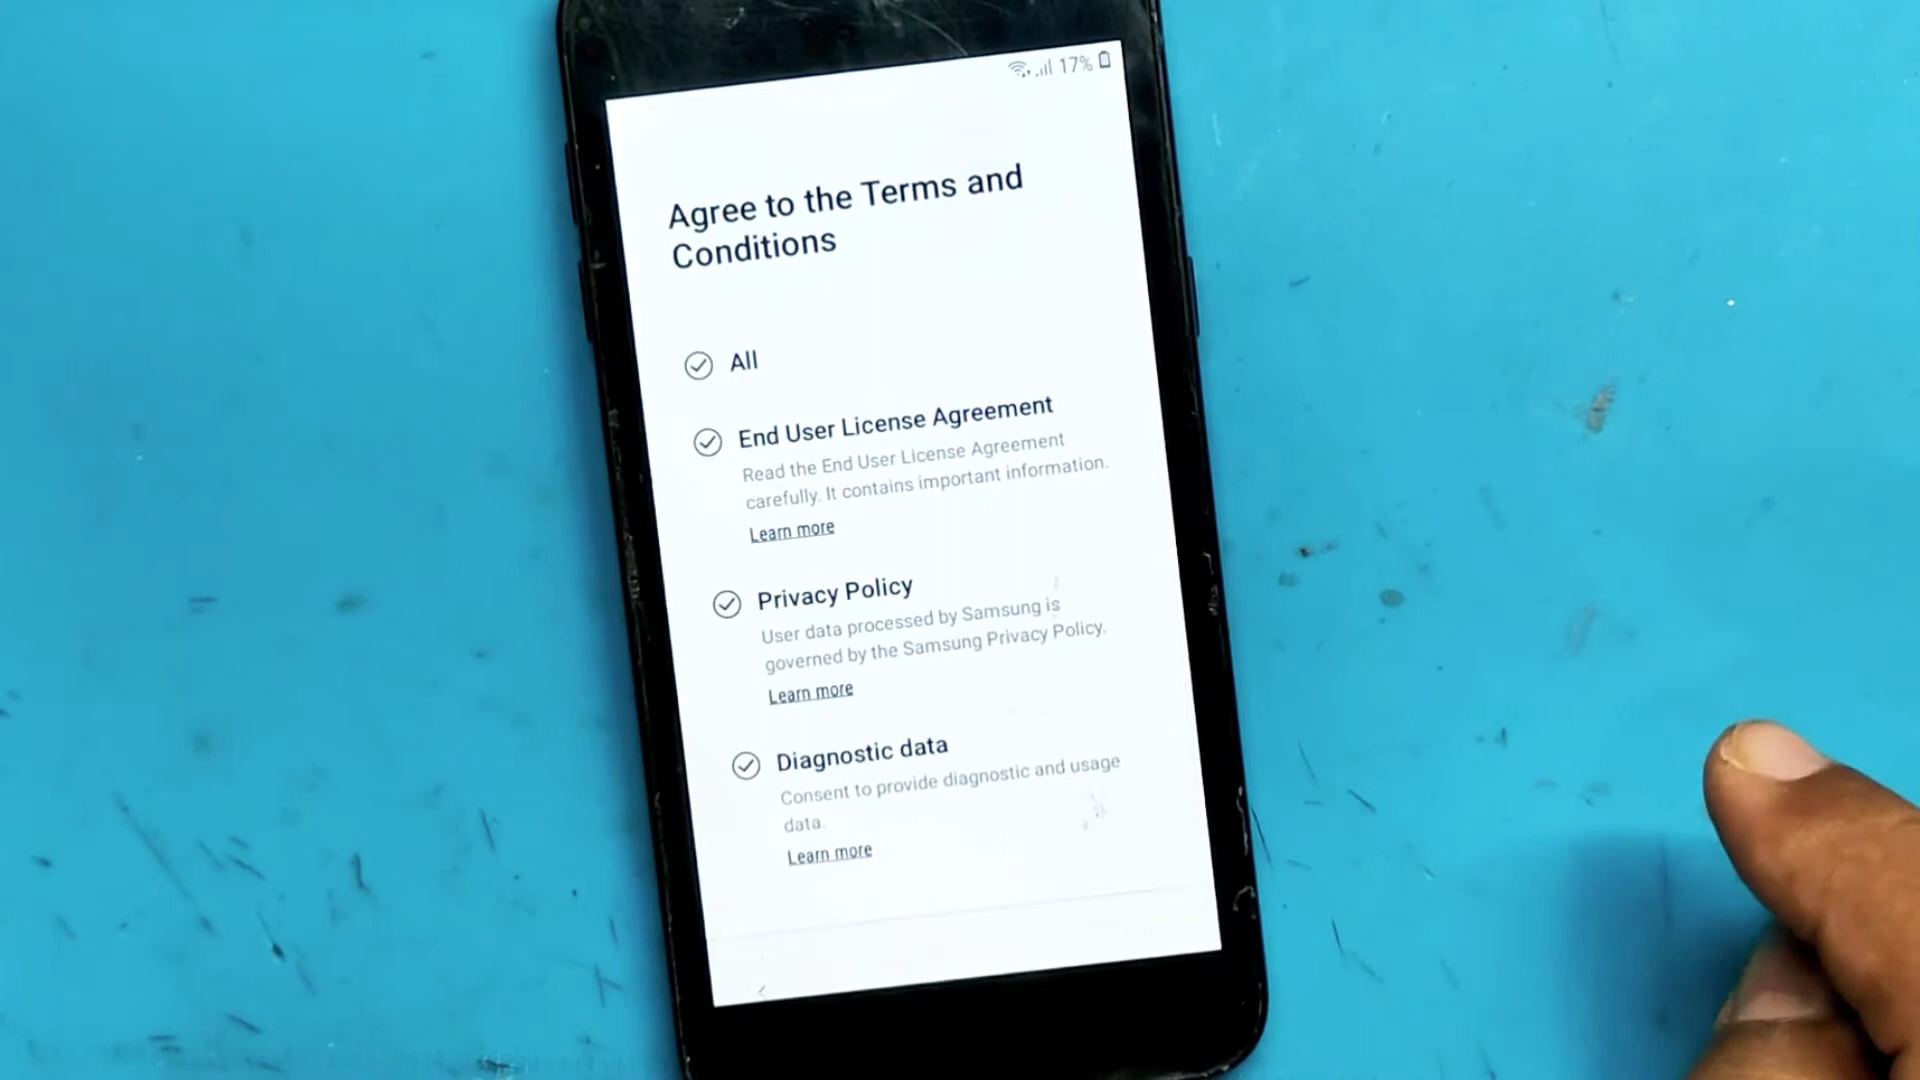 17%
Agree to the Terms and
Conditions
All
End User License Agreement
Read the End User License Agreement
carefully. It contains important information.
Learn more
Privacy Policy
User data processed by Samsung is
governed by the Samsung Privacy Policy.
Learn more
Diagnostic data
Consent to provide diagnostic and usage
data.
Learn more